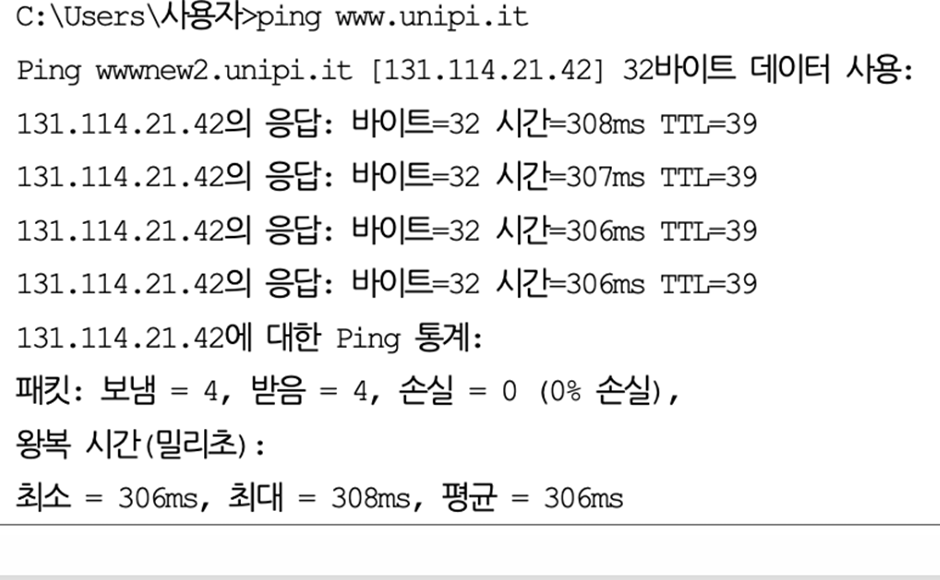 C:\Users\사용자>ping www.unipi.it
Ping wwwnew2.unipi.it [131.114.21.42] 32바이트 데이터 사용:
131.114.21.42의 응답: 바이트=32 시간=308ms TTL=39
131.114.21.42의 응답: 바이트=32 시간=307ms TTL=39
131.114.21.42의 응답: 바이트=32 시간=306ms TTL=39
131.114.21.42의 응답: 바이트=32 시간=306ms TTL=39
131.114.21.42에 대한 Ping 통계:
패킷: 보냄 = 4, 받음 = 4, 손실 = 0 (0% 손실),
왕복 시간(밀리초):
최소 = 306ms, 최대 = 308ms, 평균 = 306ms